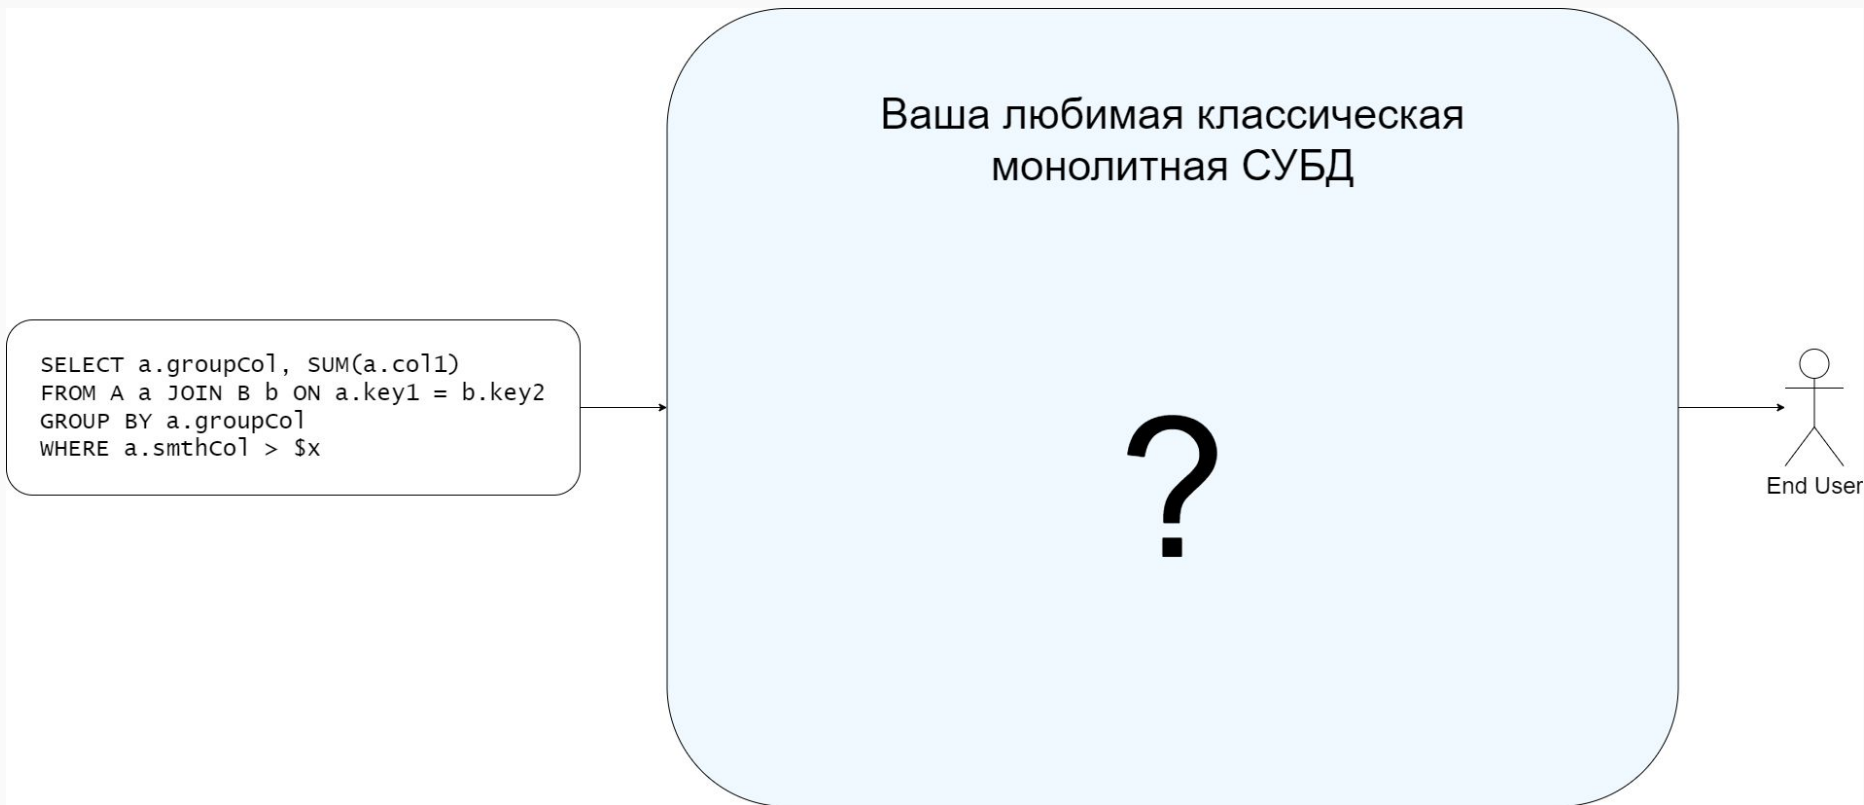 Ваша любимая классическая
монолитная СУБД
SELECT a.groupCol, SUM(a.col1)
FROM A a JOIN B b ON a.key1 = b.key2
GROUP BY a.groupCol
WHERE a.smthCol > $x
?
End User